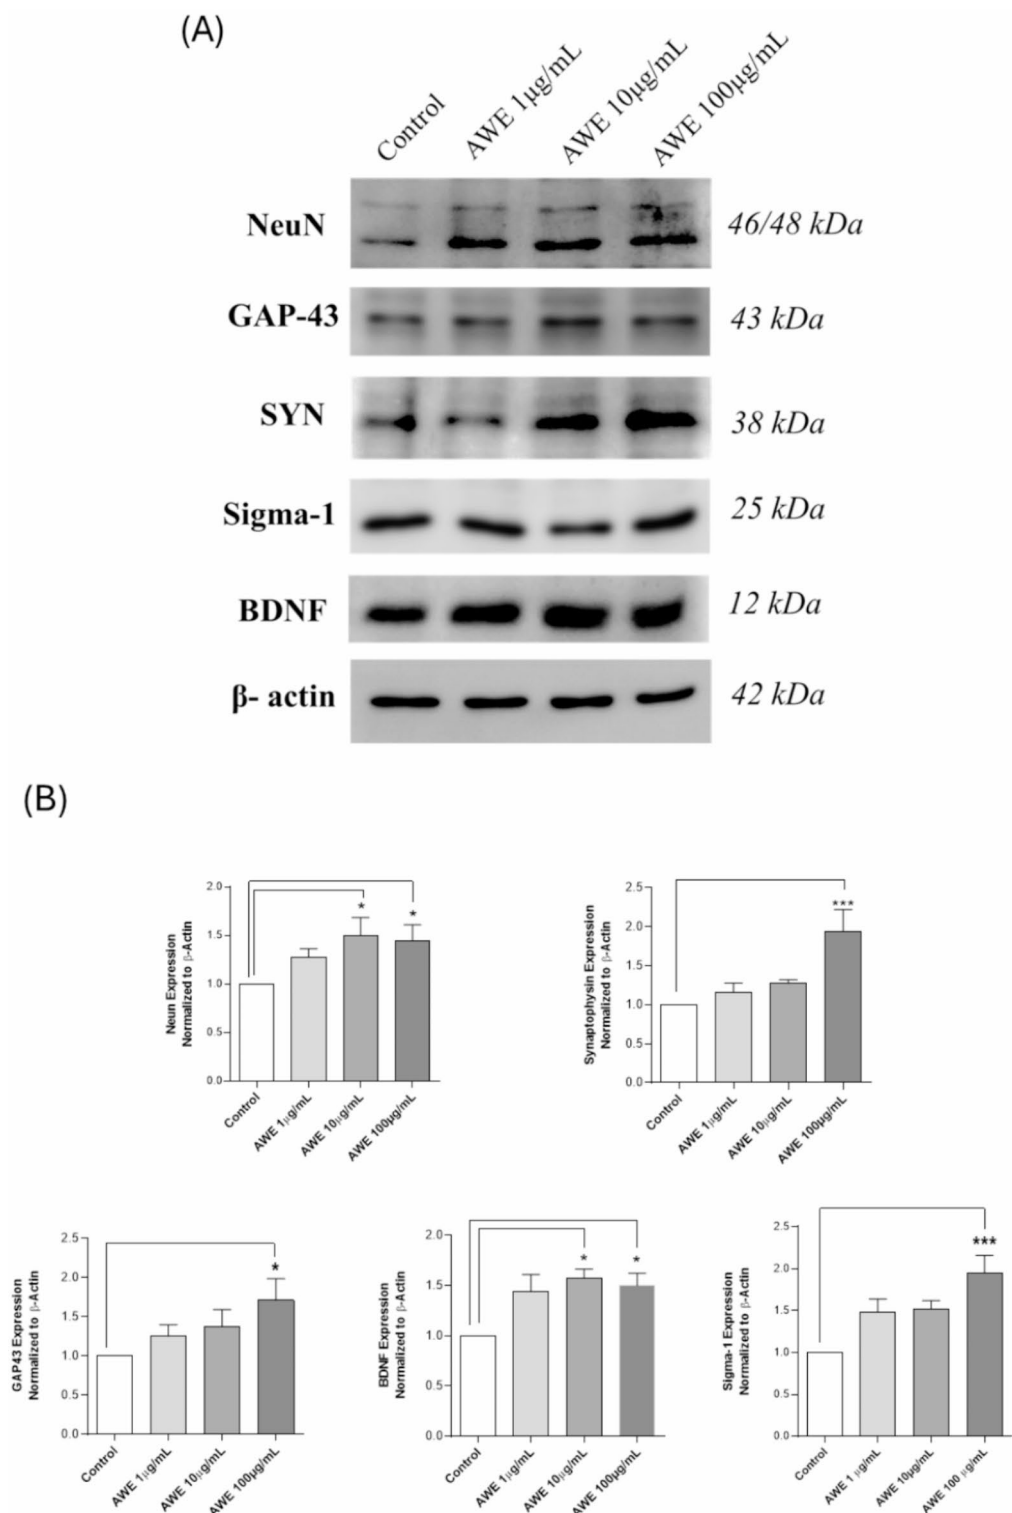 (A)
Control
AWE 1µg/mL
AWE 10µg/mL
AWE 100µg/mL
NeuN
46/48 kDa
GAP-43
43 kDa
SYN
38 kDa
Sigma-1
25 kDa
BDNF
12 kDa
β- actin
42 kDa
(B)
Neun Expression
Normalized to β-Actin
2.0
1.5
1.0
0.5
0.0
*
*
Control
AWE 1µg/mL
AWE 10µg/mL
AWE 100µg/mL
Synaptophysin Expression
Normalized to β-Actin
2.5
2.0
1.5
1.0
0.5
0.0
***
Control
AWE 1µg/mL
AWE 10µg/mL
AWE 100µg/mL
GAP43 Expression
Normalized to β-Actin
2.5
2.0
1.5
1.0
0.5
0.0
*
Control
AWE 1µg/mL
AWE 10µg/mL
AWE 100µg/mL
BDNF Expression
Normalized to β-Actin
2.0
1.5
1.0
0.5
0.0
*
*
Control
AWE 1µg/mL
AWE 10µg/mL
AWE 100µg/mL
Sigma-1 Expression
Normalized to β-Actin
2.5
2.0
1.5
1.0
0.5
0.0
***
Control
AWE 1 µg/mL
AWE 10µg/mL
AWE 100 µg/mL